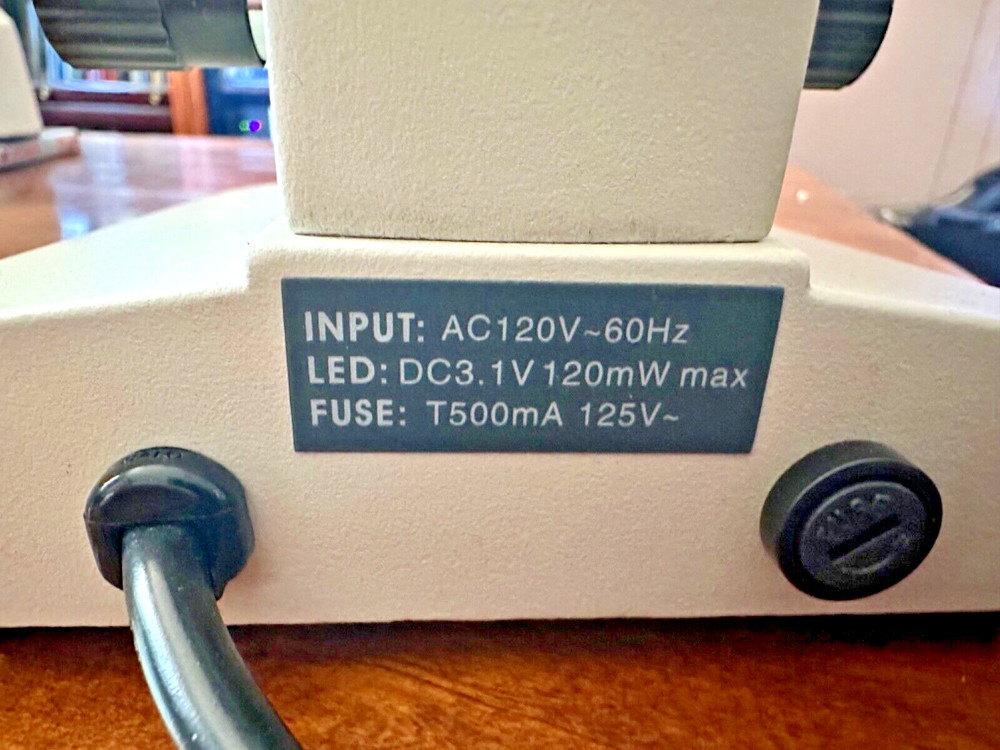 INPUT: AC120V~60Hz
LED: DC3.1V 120mW max
FUSE: T500mA 125V~